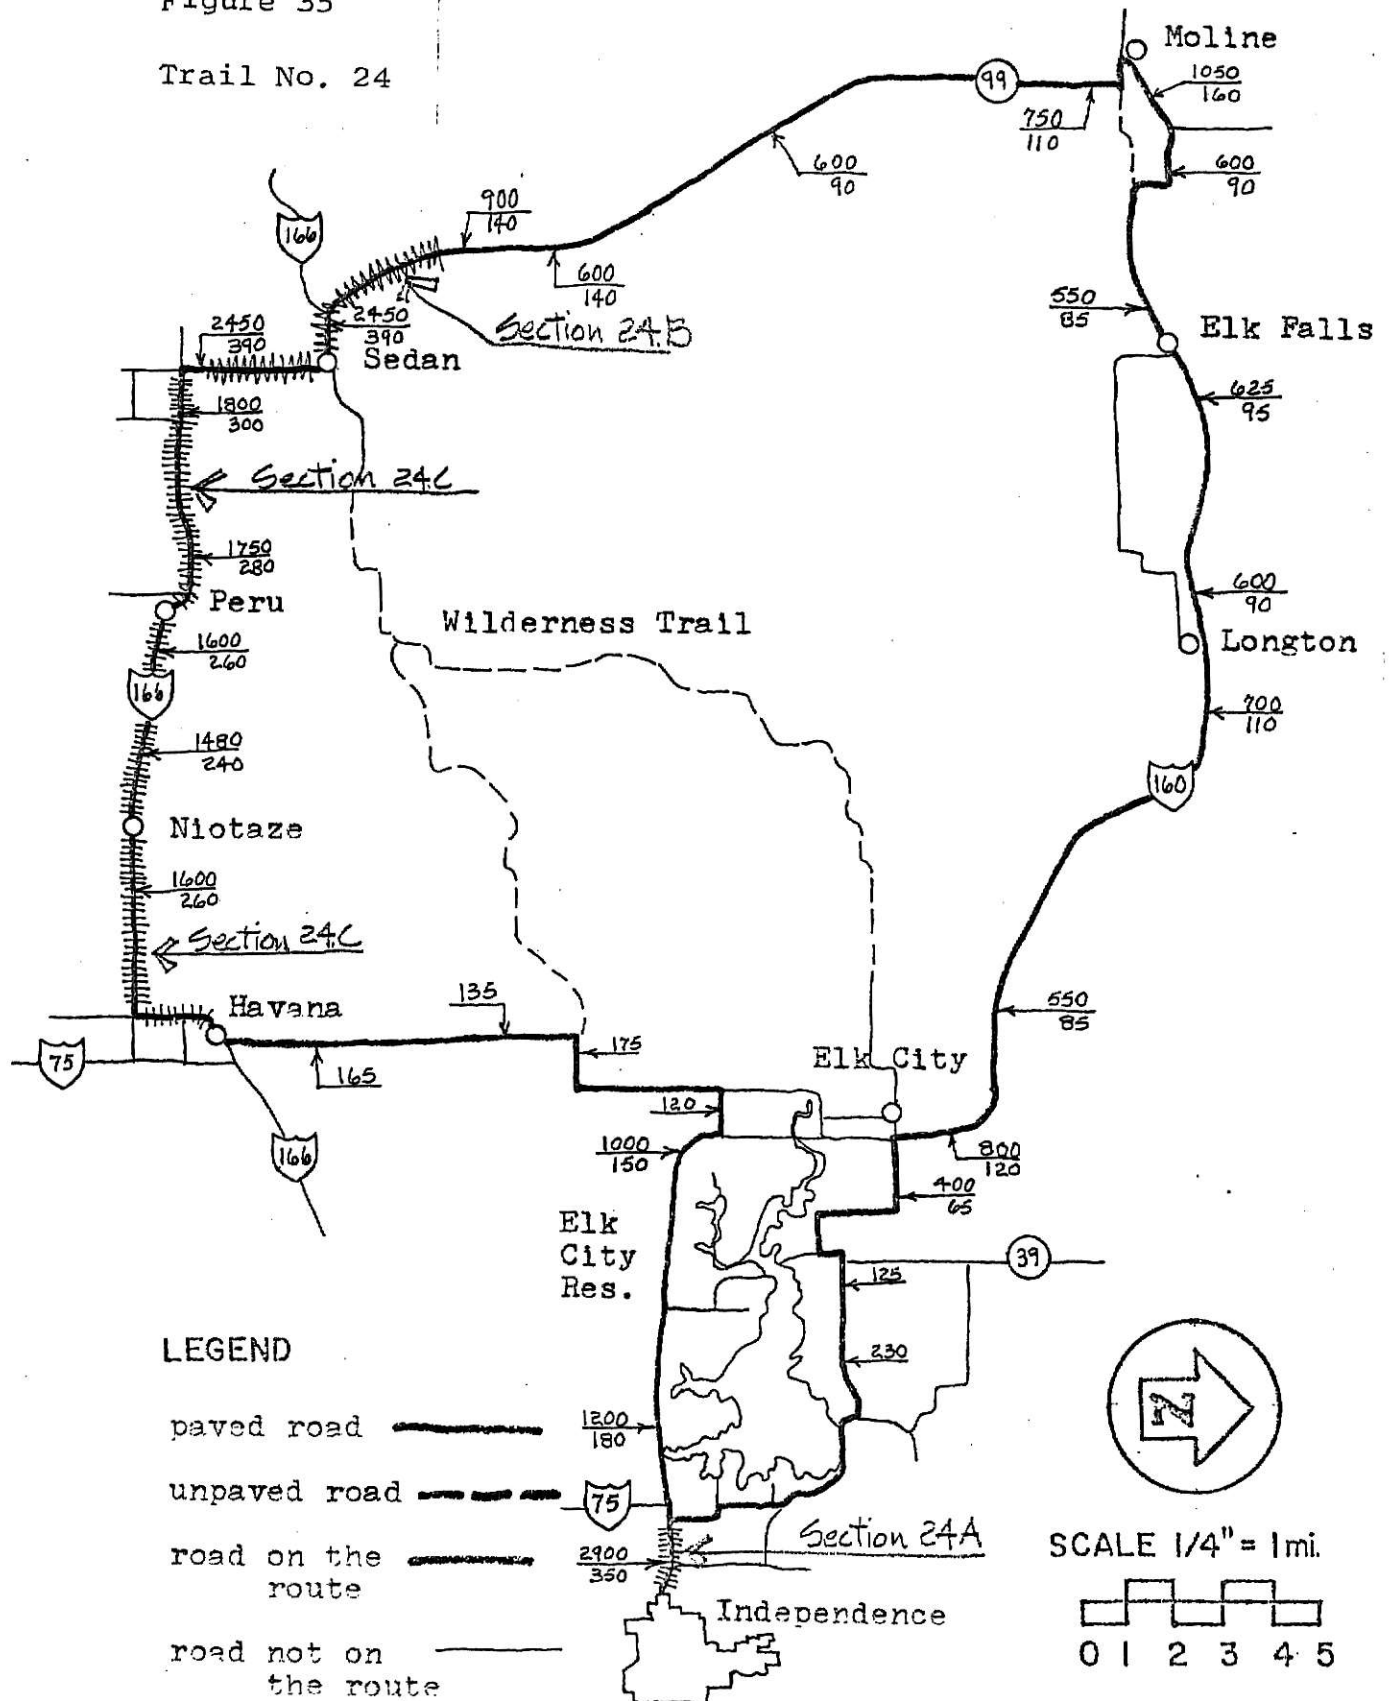 Figure 35
Trail No. 24
Moline
99
1050
160
750
110
600
90
600
90
900
140
166
600
140
2450
390
2450
390
Section 24B
Sedan
550
85
Elk Falls
1800
300
625
95
Section 24C
1750
280
Peru
600
90
Wilderness Trail
1600
260
Longton
166
700
110
1480
240
160
Niotaze
1600
260
Section 24C
Havana
135
550
85
75
165
175
Elk City
120
166
1000
150
800
120
400
65
Elk
City
Res.
39
125
LEGEND
230
N
paved road
1200
180
unpaved road
75
Section 24A
road on the
route
2900
350
SCALE 1/4" = 1mi.
Independence
road not on
the route
0 1 2 3 4 5